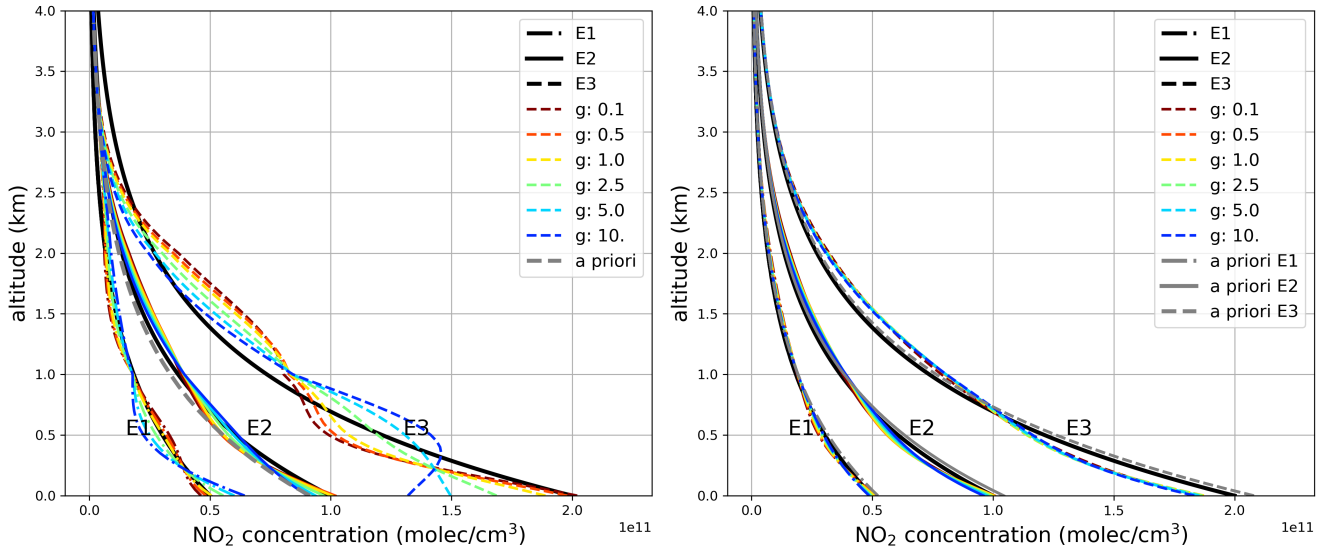 4.0
3.5
3.0
2.5
2.0
1.5
1.0
0.5
0.0
altitude (km)
E1
E2
E3
g: 0.1
g: 0.5
g: 1.0
g: 2.5
g: 5.0
g: 10.
a priori
E1
E2
E3
0.0
0.5
1.0
1.5
2.0
1e11
NO₂ concentration (molec/cm³)
4.0
3.5
3.0
2.5
2.0
1.5
1.0
0.5
0.0
altitude (km)
E1
E2
E3
g: 0.1
g: 0.5
g: 1.0
g: 2.5
g: 5.0
g: 10.
a priori E1
a priori E2
a priori E3
E1
E2
E3
0.0
0.5
1.0
1.5
2.0
1e11
NO₂ concentration (molec/cm³)